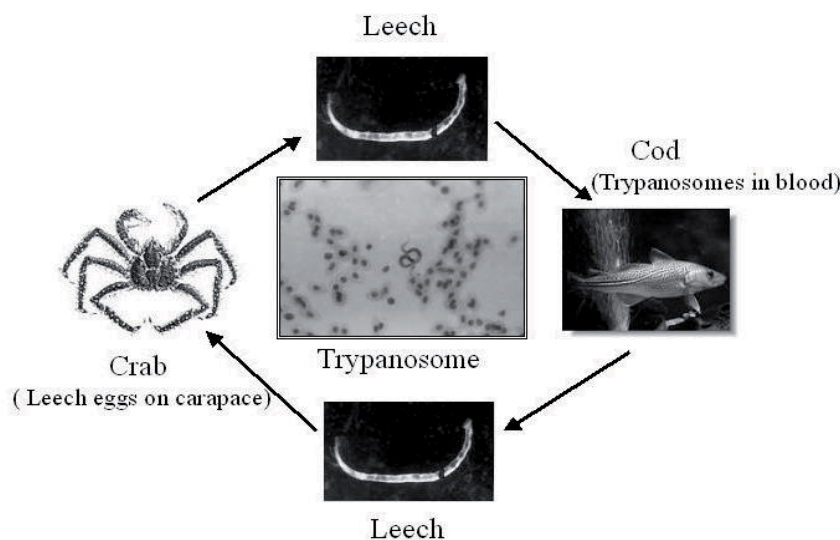 Leech
Cod
(Trypanosomes in blood)
Trypanosome
Crab
( Leech eggs on carapace)
Leech